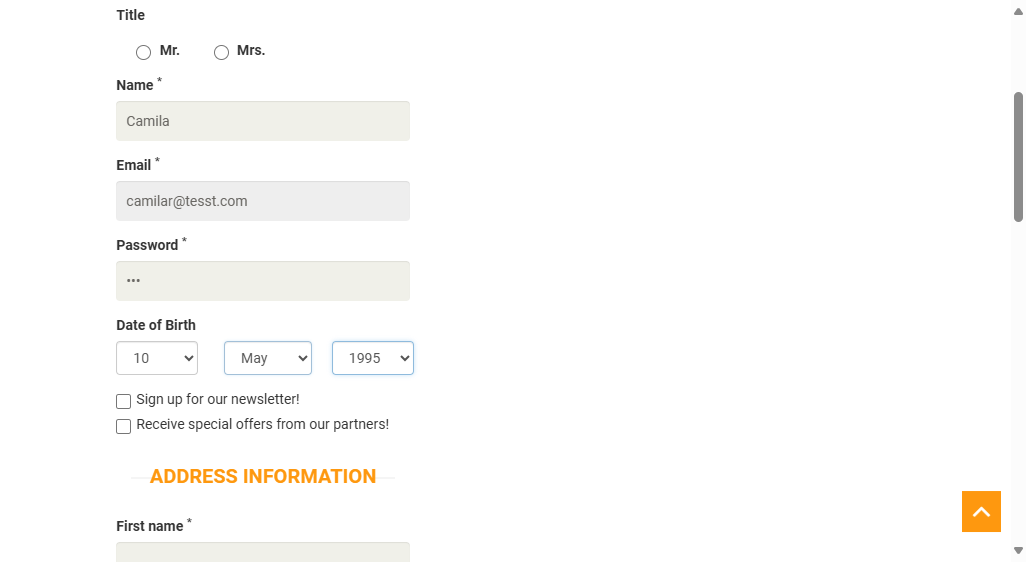 Title
Mr. Mrs.
Name *
Camila
Email *
camilar@tesst.com
Password *
•••
Date of Birth
10 May 1995
Sign up for our newsletter!
Receive special offers from our partners!
ADDRESS INFORMATION
First name *